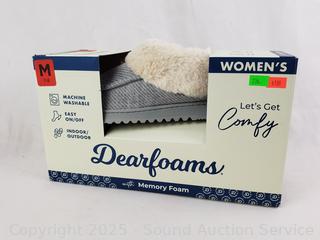 M
WOMEN'S
MACHINE
WASHABLE
EASY
ON/OFF
INDOOR/
OUTDOOR
Let's Get
Comfy
Dearfoams
with Memory Foam
Copyright 2025 - Sound Auction Service